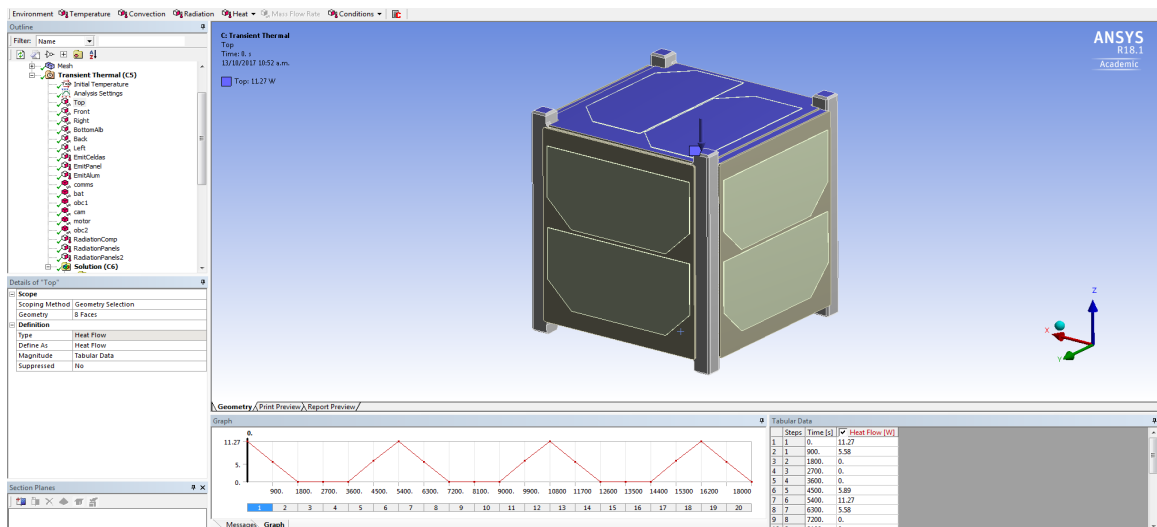 Environment Temperature Convection Radiation Heat Mass Flow Rate Conditions
Outline
Filter: Name
Mesh
Transient Thermal (C5)
Initial Temperature
Analysis Settings
Top
Front
Right
BottomAlb
Back
Left
EmitCeldas
EmitPanel
EmitAlum
comms
bat
obc1
cam
motor
obc2
RadiationComp
RadiationPanels
RadiationPanels2
Solution (C6)
Details of "Top"
Scope
Scoping Method Geometry Selection
Geometry 8 Faces
Definition
Type Heat Flow
Define As Heat Flow
Magnitude Tabular Data
Suppressed No
Section Planes
C: Transient Thermal
Top
Time: 0. s
13/10/2017 10:52 a.m.
Top: 11.27 W
ANSYS
R18.1
Academic
Z
X
Y
Geometry Print Preview Report Preview
Graph
0.
11.27
5.
0.
900. 1800. 2700. 3600. 4500. 5400. 6300. 7200. 8100. 9000. 9900. 10800 11700 12600 13500 14400 15300 16200 18000
1 2 3 4 5 6 7 8 9 10 11 12 13 14 15 16 17 18 19 20
Messages Graph
Tabular Data
Steps Time [s] Heat Flow [W]
1 1 0. 11.27
2 1 900. 5.58
3 2 1800. 0.
4 3 2700. 0.
5 4 3600. 0.
6 5 4500. 5.89
7 6 5400. 11.27
8 7 6300. 5.58
9 8 7200. 0.